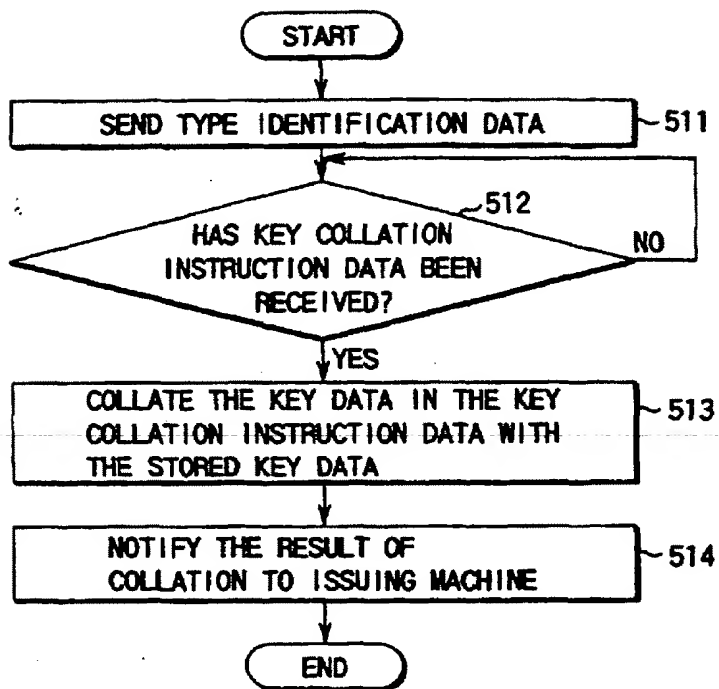 START
SEND TYPE IDENTIFICATION DATA
511
512
HAS KEY COLLATION
INSTRUCTION DATA BEEN
RECEIVED?
NO
YES
COLLATE THE KEY DATA IN THE KEY
COLLATION INSTRUCTION DATA WITH
THE STORED KEY DATA
513
NOTIFY THE RESULT OF
COLLATION TO ISSUING MACHINE
514
END